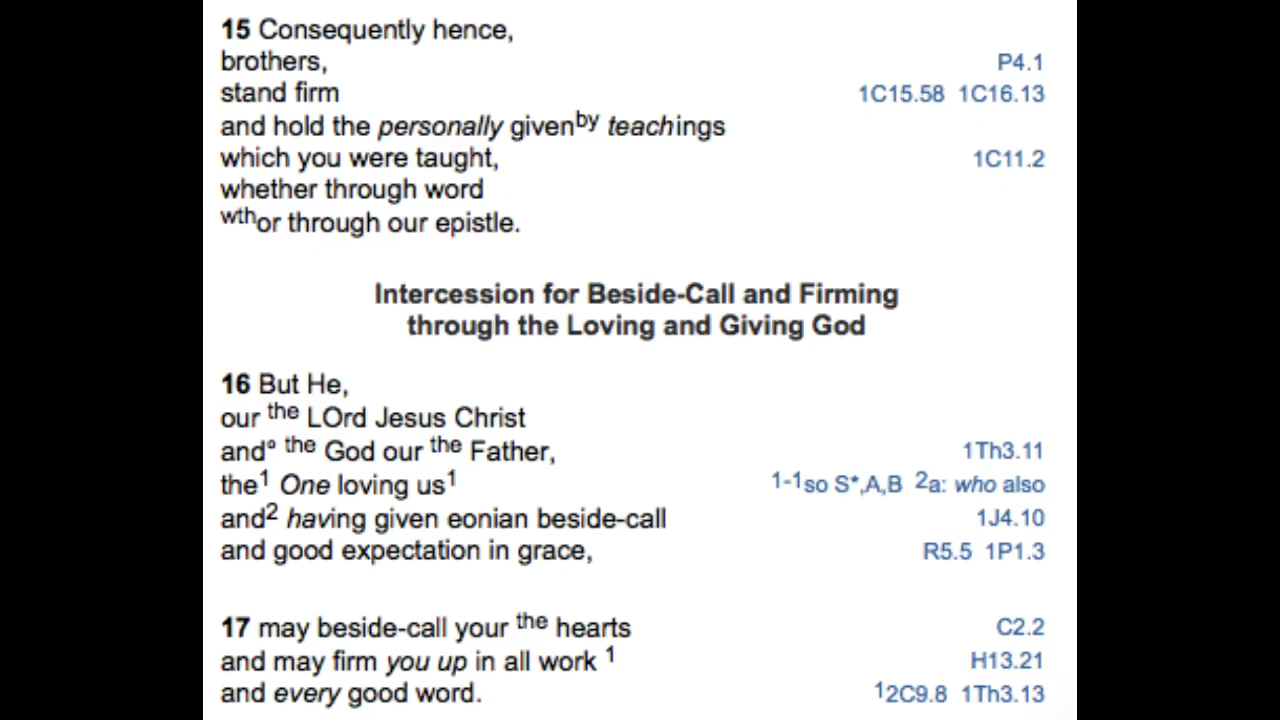 15 Consequently hence,
brothers, P4.1
stand firm 1C15.58 1C16.13
and hold the personally givenby teachings
which you were taught, 1C11.2
whether through word
wthor through our epistle.
Intercession for Beside-Call and Firming
through the Loving and Giving God
16 But He,
our the LOrd Jesus Christ
and° the God our the Father, 1Th3.11
the1 One loving us1 1-1so S*,A,B 2a: who also
and2 having given eonian beside-call 1J4.10
and good expectation in grace, R5.5 1P1.3
17 may beside-call your the hearts C2.2
and may firm you up in all work 1 H13.21
and every good word. 12C9.8 1Th3.13